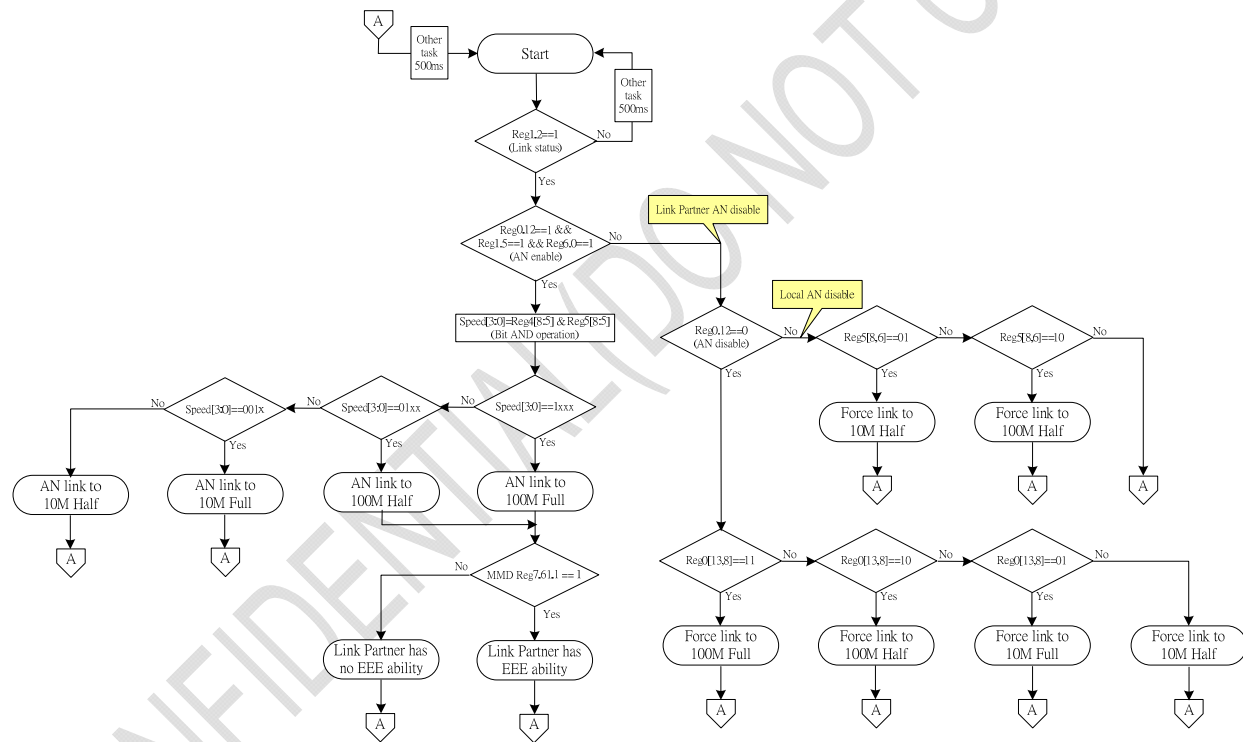 A
Other
task
500ms
Start
Other
task
500ms
Reg1.2==1
(Link status)
No
Yes
Link Partner AN disable
Reg0.12==1 &&
Reg1.5==1 && Reg6.0==1
(AN enable)
No
Yes
Local AN disable
Speed[3:0]=Reg4[8:5] & Reg5[8:5]
(Bit AND operation)
Reg0.12==0
(AN disable)
No
Reg5[8,6]==01
No
Reg5[8,6]==10
No
Yes
Yes
Yes
No
Speed[3:0]==001x
No
Speed[3:0]==01xx
No
Speed[3:0]==1xxx
Yes
Yes
Yes
Force link to
10M Half
Force link to
100M Half
AN link to
10M Half
AN link to
10M Full
AN link to
100M Half
AN link to
100M Full
A
A
A
A
A
No
MMD Reg7.61.1 == 1
Yes
Reg0[13,8]==11
No
Reg0[13,8]==10
No
Reg0[13,8]==01
No
Yes
Yes
Yes
Link Partner has
no EEE ability
Link Partner has
EEE ability
Force link to
100M Full
Force link to
100M Half
Force link to
10M Full
Force link to
10M Half
A
A
A
A
A
A
NFIDENTIAL (DO NOT